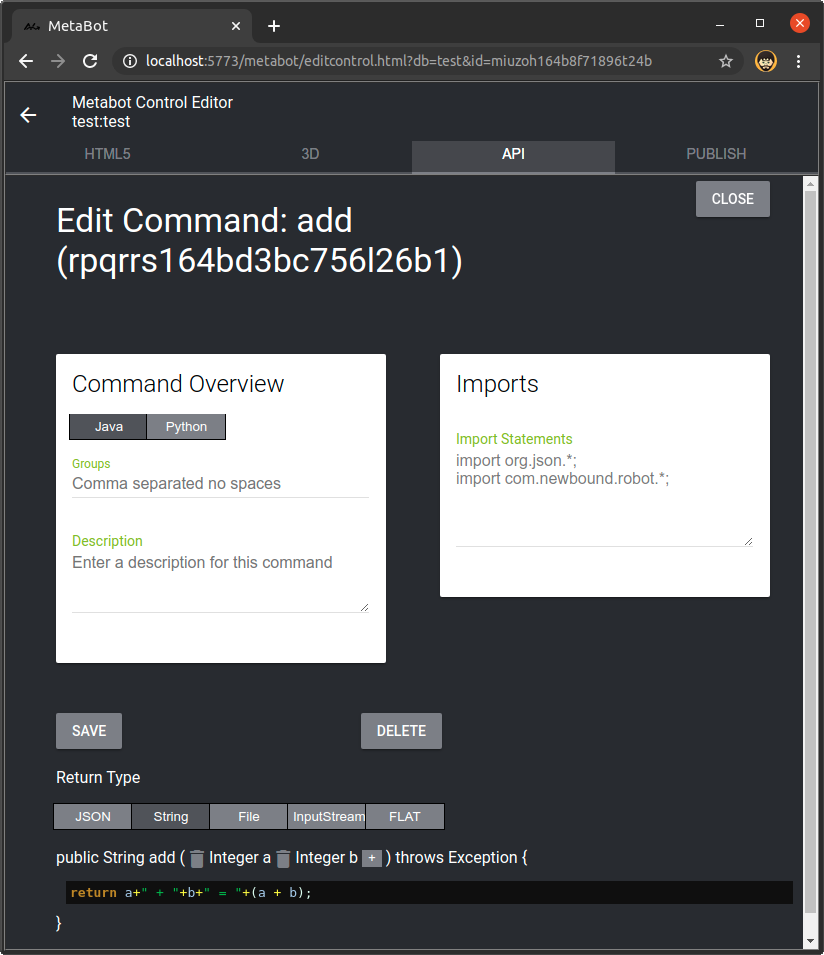 MetaBot
localhost:5773/metabot/editcontrol.html?db=test&id=miuzoh164b8f71896t24b
Metabot Control Editor
test:test
HTML5 3D API PUBLISH
CLOSE
Edit Command: add
(rpqrrs164bd3bc756l26b1)
Command Overview
Java Python
Groups
Comma separated no spaces
Description
Enter a description for this command
Imports
Import Statements
import org.json.*;
import com.newbound.robot.*;
SAVE DELETE
Return Type
JSON String File InputStream FLAT
public String add ( Integer a Integer b + ) throws Exception {
return a+" + "+b+" = "+(a + b);
}